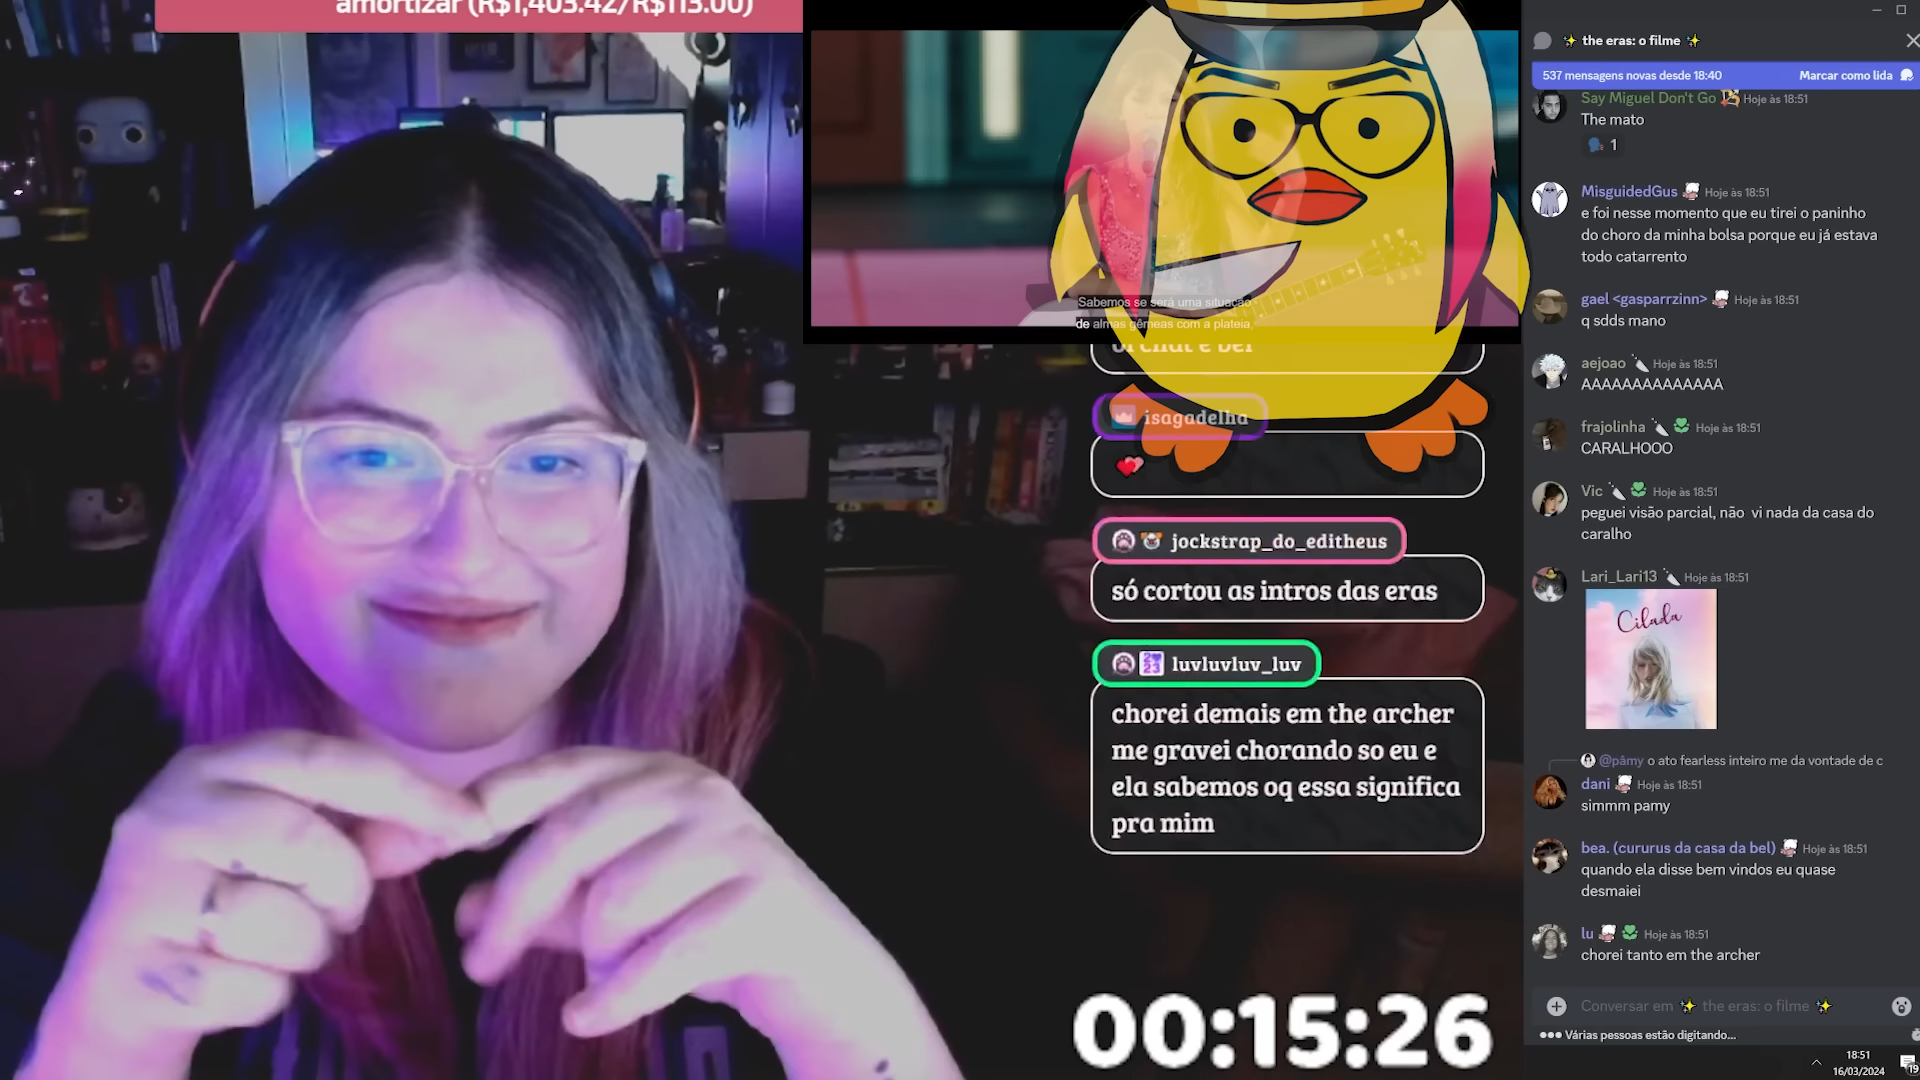 amortizar (R$1,403.42/R$113.00)
Sabemos se será uma situação
de almas gêmeas com a plateia,
oi chat e bel
isagadelha
jockstrap_do_editheus
só cortou as intros das eras
luvluvluv_luv
chorei demais em the archer
me gravei chorando so eu e
ela sabemos oq essa significa
pra mim
00:15:26
✨ the eras: o filme ✨
537 mensagens novas desde 18:40 Marcar como lida
Say Miguel Don't Go Hoje às 18:51
The mato
1
MisguidedGus Hoje às 18:51
e foi nesse momento que eu tirei o paninho
do choro da minha bolsa porque eu já estava
todo catarrento
gael <gasparrzinn> Hoje às 18:51
q sdds mano
aejoao Hoje às 18:51
AAAAAAAAAAAAAA
frajolinha Hoje às 18:51
CARALHOOO
Vic Hoje às 18:51
peguei visão parcial, não vi nada da casa do
caralho
Lari_Lari13 Hoje às 18:51
Cilada
@pâmy o ato fearless inteiro me da vontade de c
dani Hoje às 18:51
simmm pamy
bea. (cururus da casa da bel) Hoje às 18:51
quando ela disse bem vindos eu quase
desmaiei
lu Hoje às 18:51
chorei tanto em the archer
Conversar em ✨ the eras: o filme ✨
Várias pessoas estão digitando...
18:51
16/03/2024
19